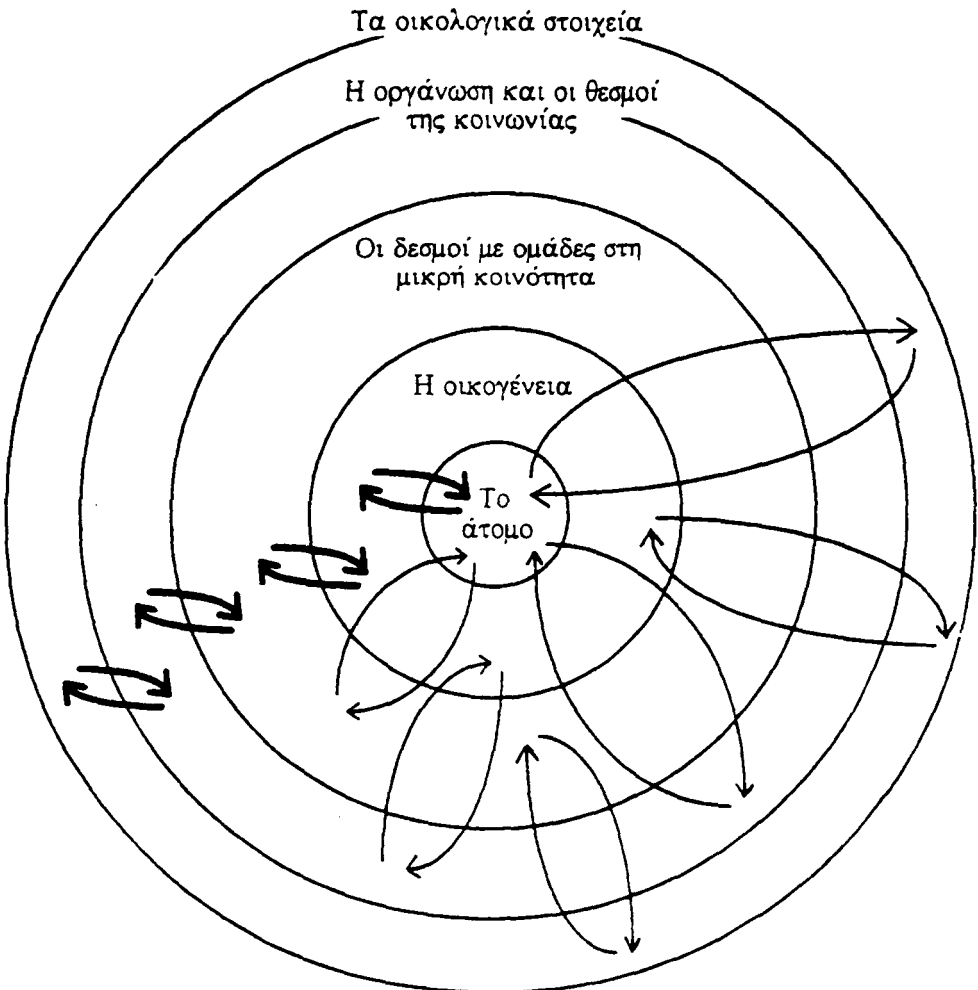 Τα οικολογικά στοιχεία
Η οργάνωση και οι θεσμοί
της κοινωνίας
Οι δεσμοί με ομάδες στη
μικρή κοινότητα
Η οικογένεια
Το
άτομο